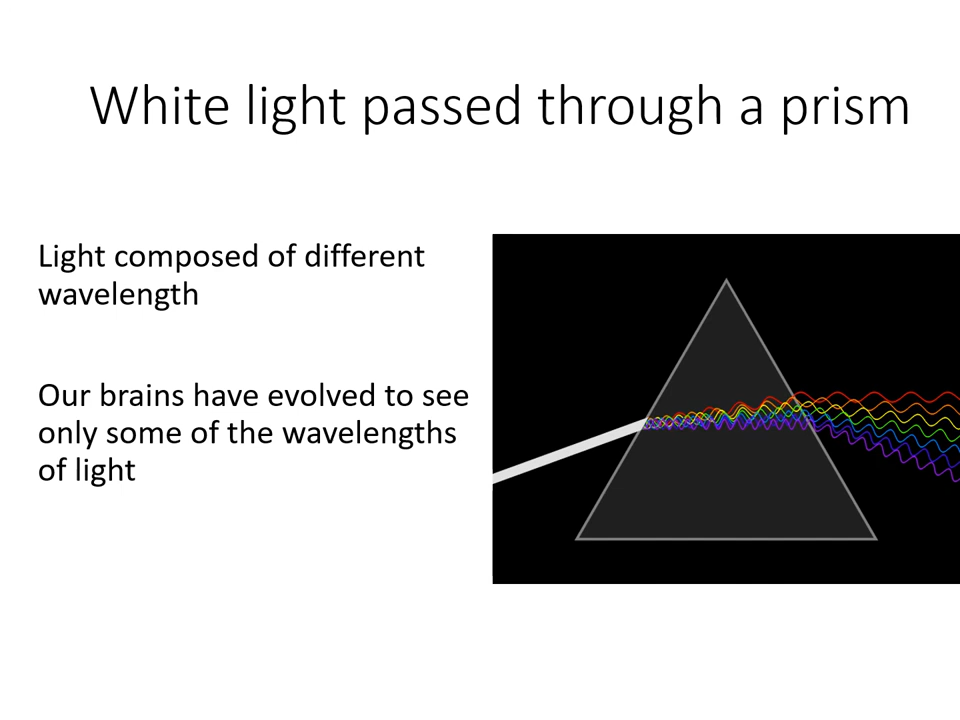 White light passed through a prism
Light composed of different
wavelength
Our brains have evolved to see
only some of the wavelengths
of light